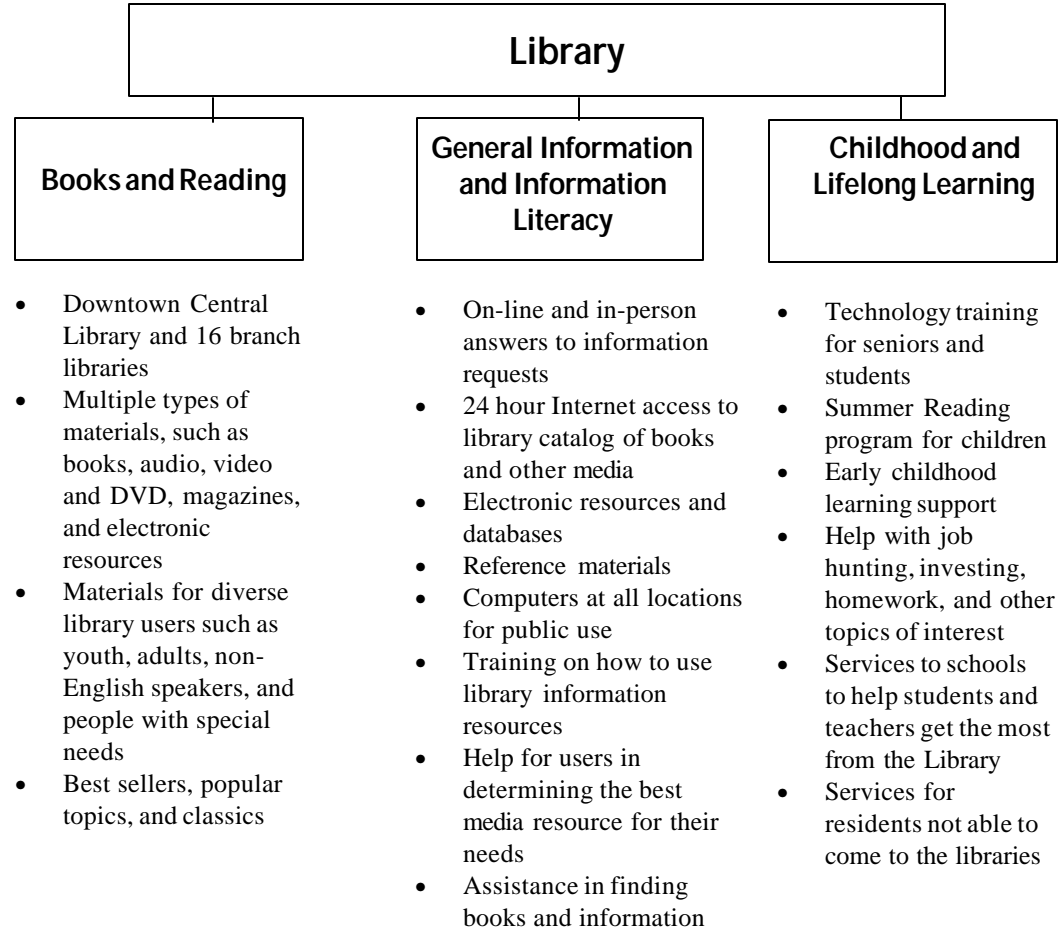 Library
Books and Reading
General Information
and Information
Literacy
Childhood and
Lifelong Learning
• Downtown Central
Library and 16 branch
libraries
• Multiple types of
materials, such as
books, audio, video
and DVD, magazines,
and electronic
resources
• Materials for diverse
library users such as
youth, adults, non-
English speakers, and
people with special
needs
• Best sellers, popular
topics, and classics
• On-line and in-person
answers to information
requests
• 24 hour Internet access to
library catalog of books
and other media
• Electronic resources and
databases
• Reference materials
• Computers at all locations
for public use
• Training on how to use
library information
resources
• Help for users in
determining the best
media resource for their
needs
• Assistance in finding
books and information
• Technology training
for seniors and
students
• Summer Reading
program for children
• Early childhood
learning support
• Help with job
hunting, investing,
homework, and other
topics of interest
• Services to schools
to help students and
teachers get the most
from the Library
• Services for
residents not able to
come to the libraries